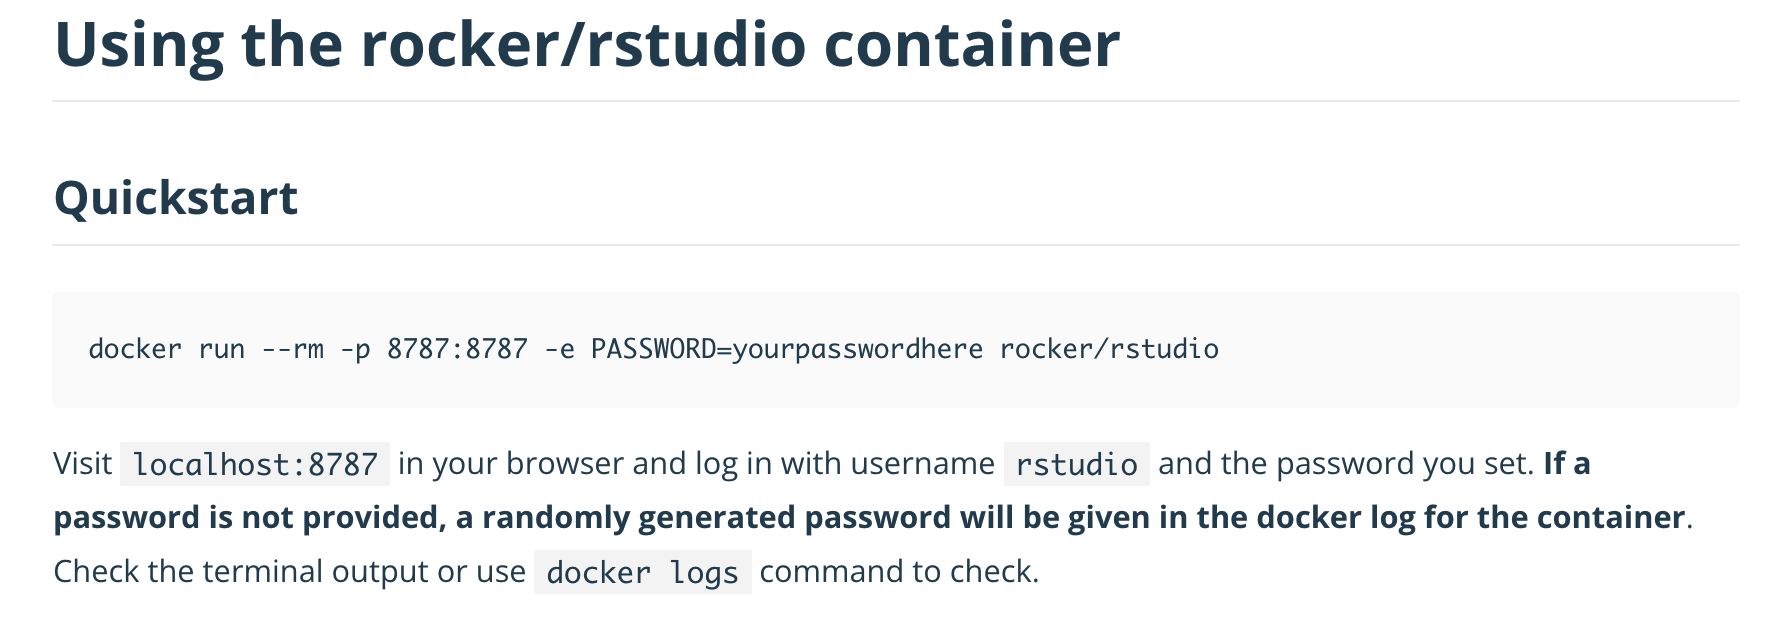 Using the rocker/rstudio container
Quickstart
docker run --rm -p 8787:8787 -e PASSWORD=yourpasswordhere rocker/rstudio
Visit localhost:8787 in your browser and log in with username rstudio and the password you set. If a
password is not provided, a randomly generated password will be given in the docker log for the container.
Check the terminal output or use docker logs command to check.